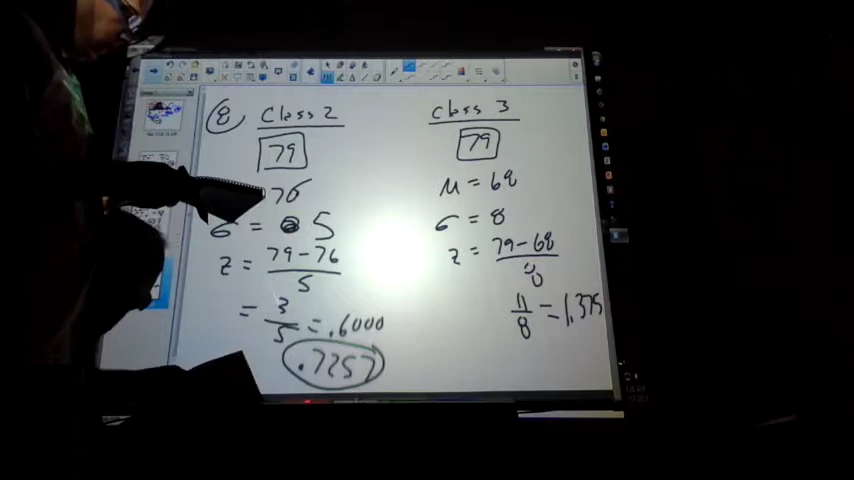 8 Class 2
79
76
σ = 5
z = 79-76 / 5
= 3/5 = .6000
.7257
class 3
79
μ = 68
σ = 8
z = 79-68 / 8
11/8 = 1.375